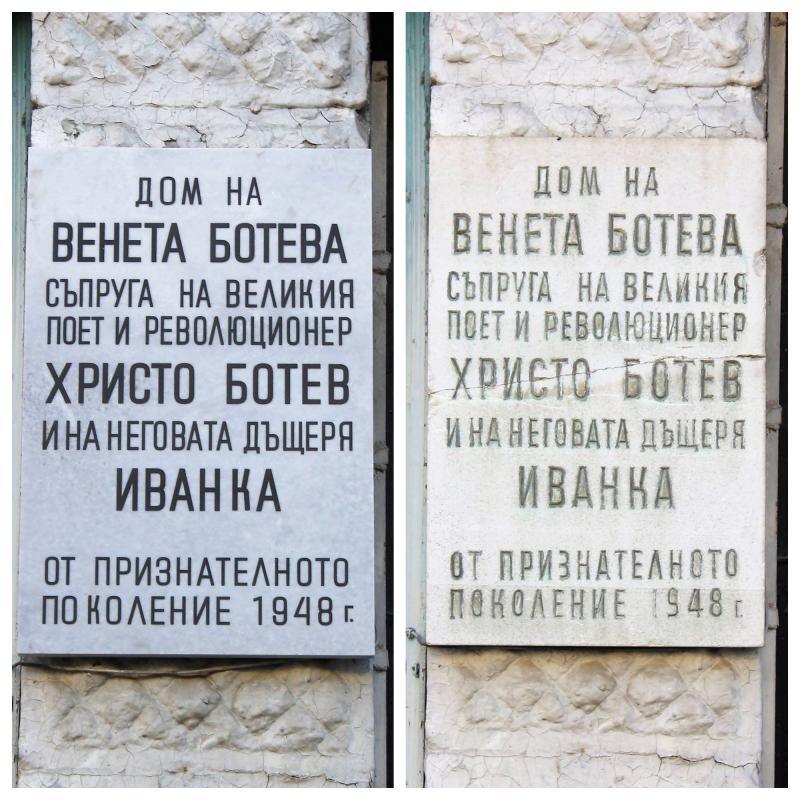 ДОМ НА
ВЕНЕТА БОТЕВА
СЪПРУГА НА ВЕЛИКИЯ
ПОЕТ И РЕВОЛЮЦИОНЕР
ХРИСТО БОТЕВ
И НА НЕГОВАТА ДЪЩЕРЯ
ИВАНКА
ОТ ПРИЗНАТЕЛНОТО
ПОКОЛЕНИЕ 1948 г.
ДОМ НА
ВЕНЕТА БОТЕВА
СЪПРУГА НА ВЕЛИКИЯ
ПОЕТ И РЕВОЛЮЦИОНЕР
ХРИСТО БОТЕВ
И НА НЕГОВАТА ДЪЩЕРЯ
ИВАНКА
ОТ ПРИЗНАТЕЛНОТО
ПОКОЛЕНИЕ 1948 г.